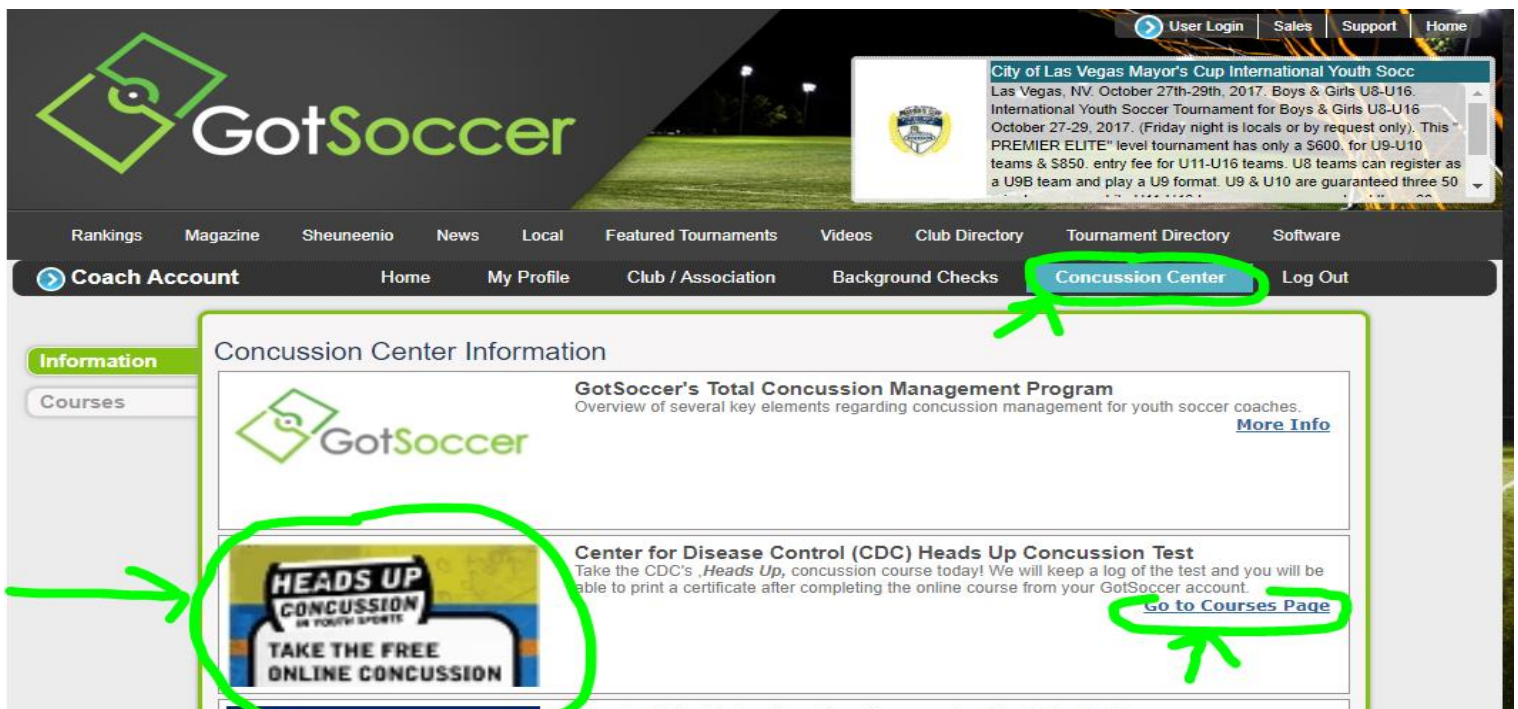 User Login Sales Support Home
GotSoccer
City of Las Vegas Mayor's Cup International Youth Socc
Las Vegas, NV. October 27th-29th, 2017. Boys & Girls U8-U16.
International Youth Soccer Tournament for Boys & Girls U8-U16
October 27-29, 2017. (Friday night is locals or by request only). This "
PREMIER ELITE" level tournament has only a $600. for U9-U10
teams & $850. entry fee for U11-U16 teams. U8 teams can register as
a U9B team and play a U9 format. U9 & U10 are guaranteed three 50
Rankings Magazine Sheuneenio News Local Featured Tournaments Videos Club Directory Tournament Directory Software
Coach Account Home My Profile Club / Association Background Checks Concussion Center Log Out
Information
Courses
Concussion Center Information
GotSoccer
GotSoccer's Total Concussion Management Program
Overview of several key elements regarding concussion management for youth soccer coaches.
More Info
HEADS UP
CONCUSSION
IN YOUTH SPORTS
TAKE THE FREE
ONLINE CONCUSSION
Center for Disease Control (CDC) Heads Up Concussion Test
Take the CDC's ,Heads Up, concussion course today! We will keep a log of the test and you will be
able to print a certificate after completing the online course from your GotSoccer account.
Go to Courses Page